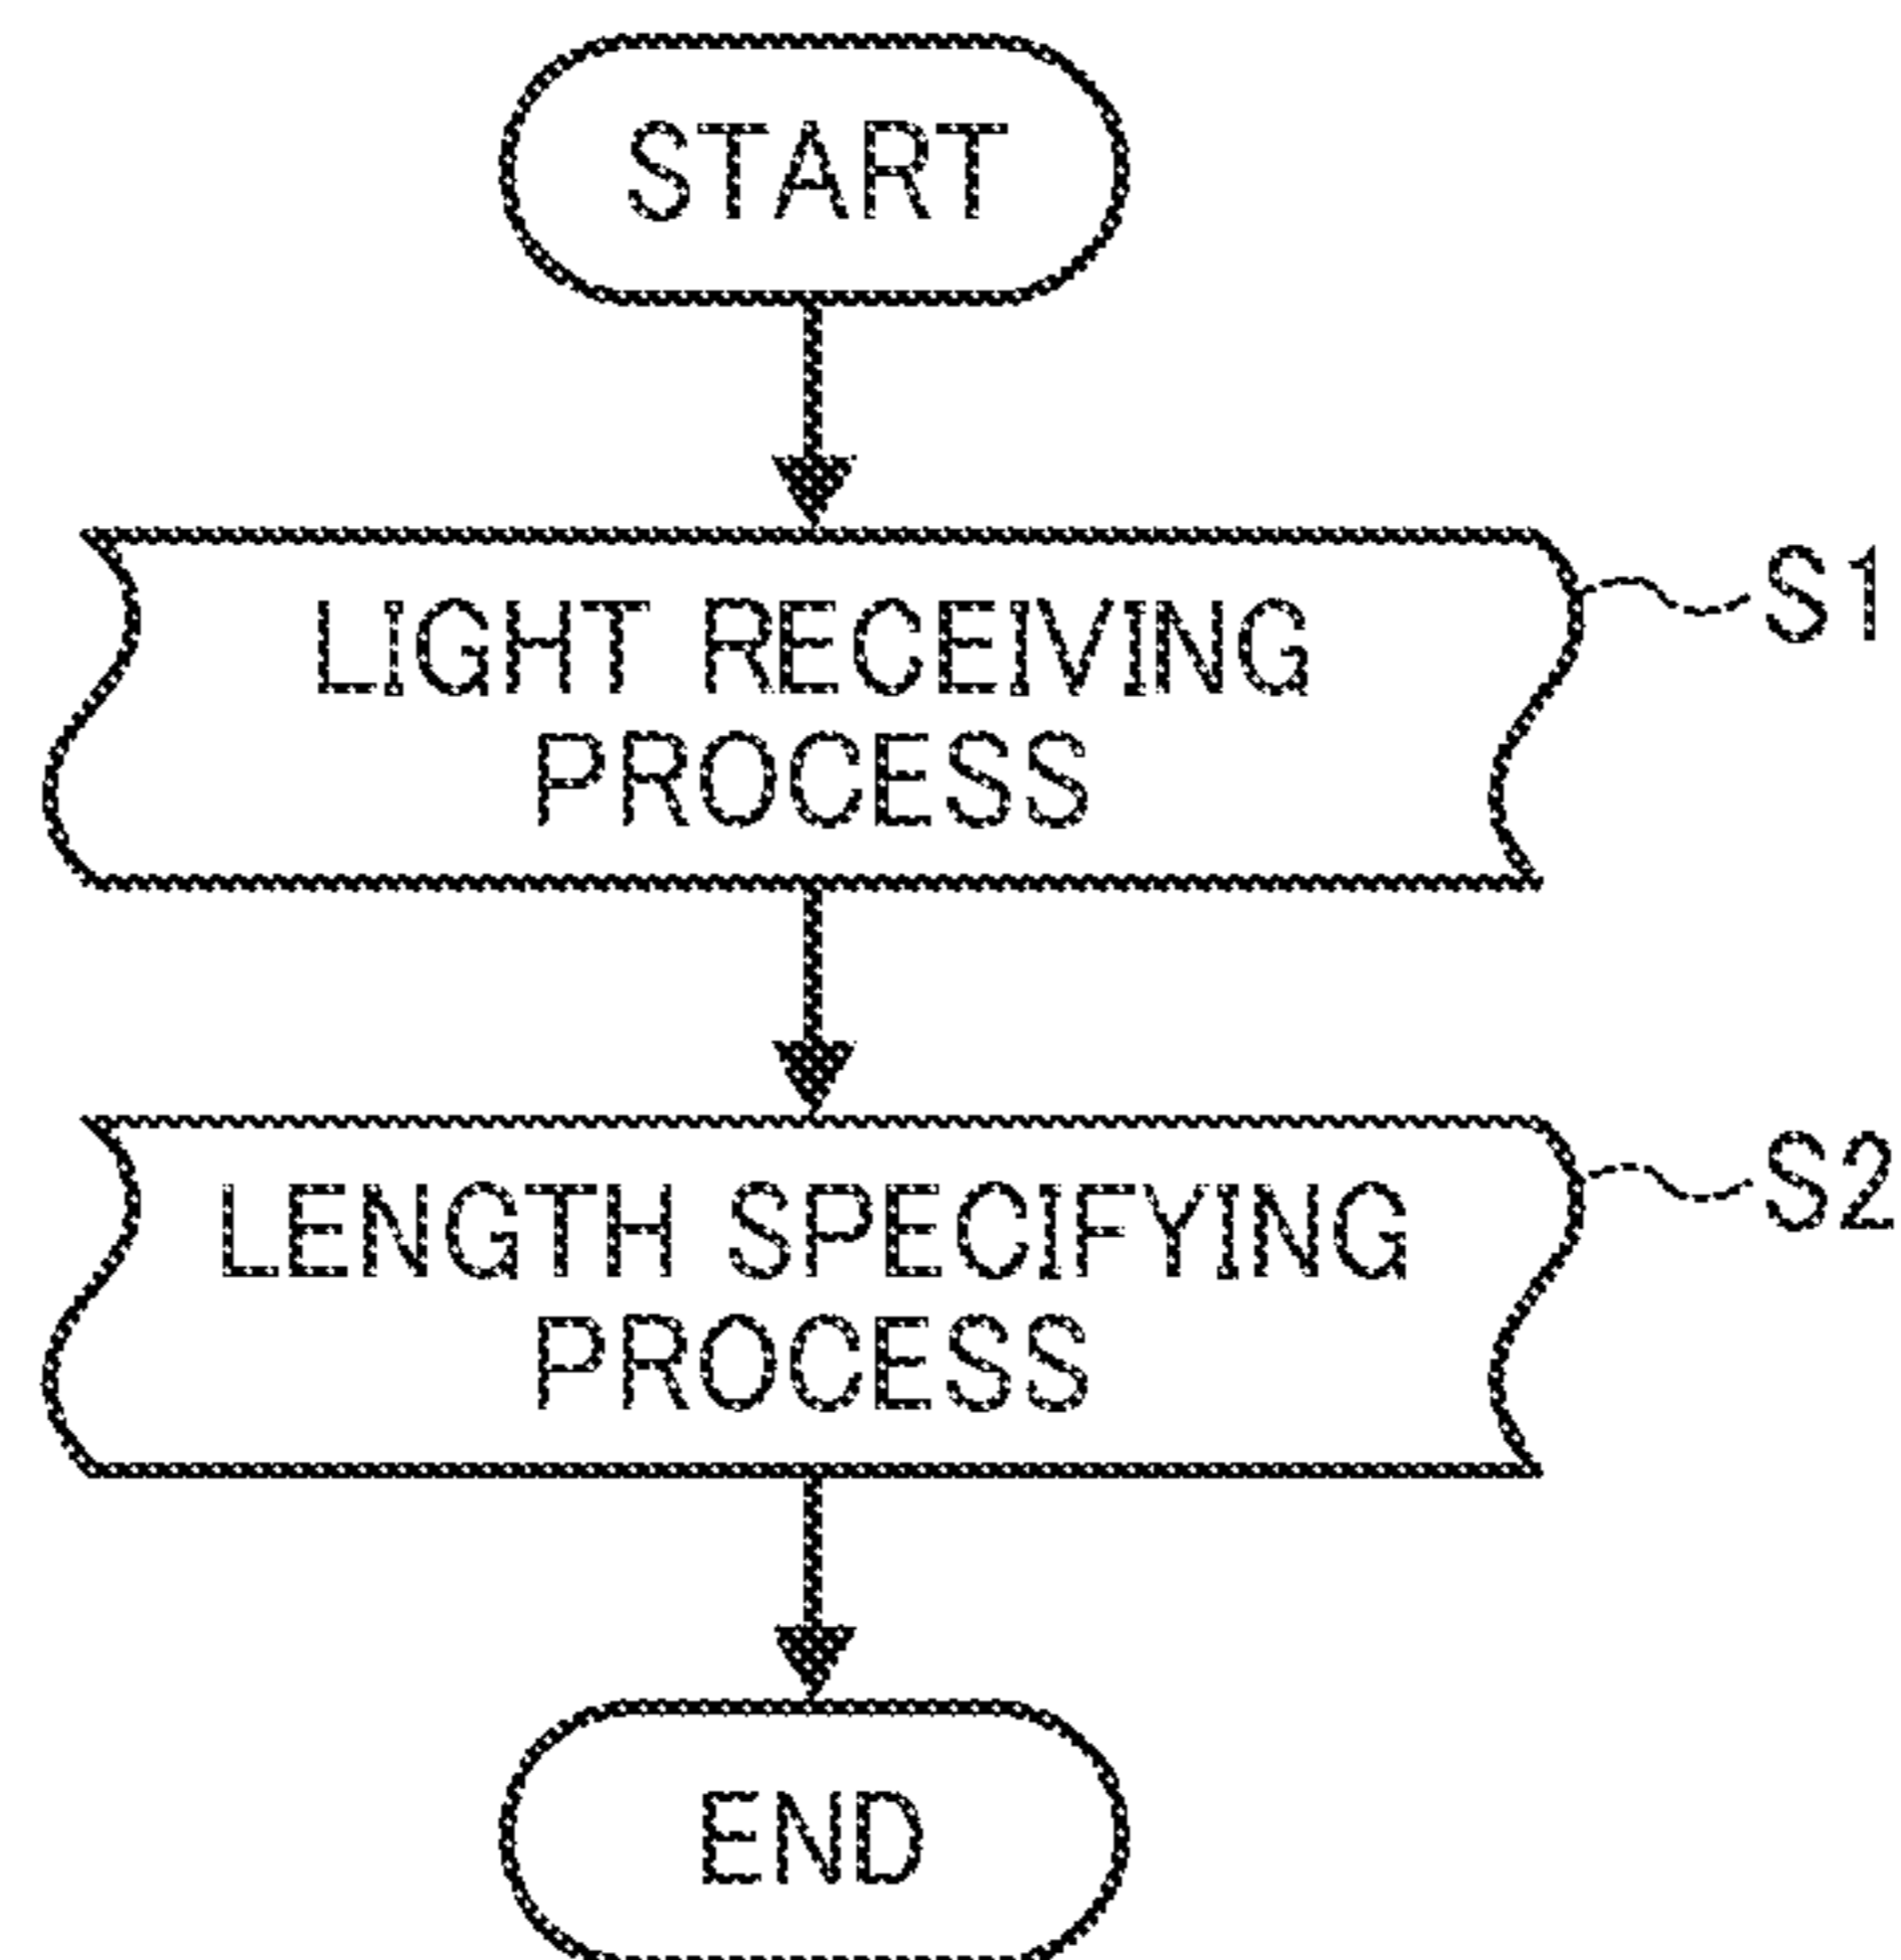 START
LIGHT RECEIVING
PROCESS
S1
LENGTH SPECIFYING
PROCESS
S2
END